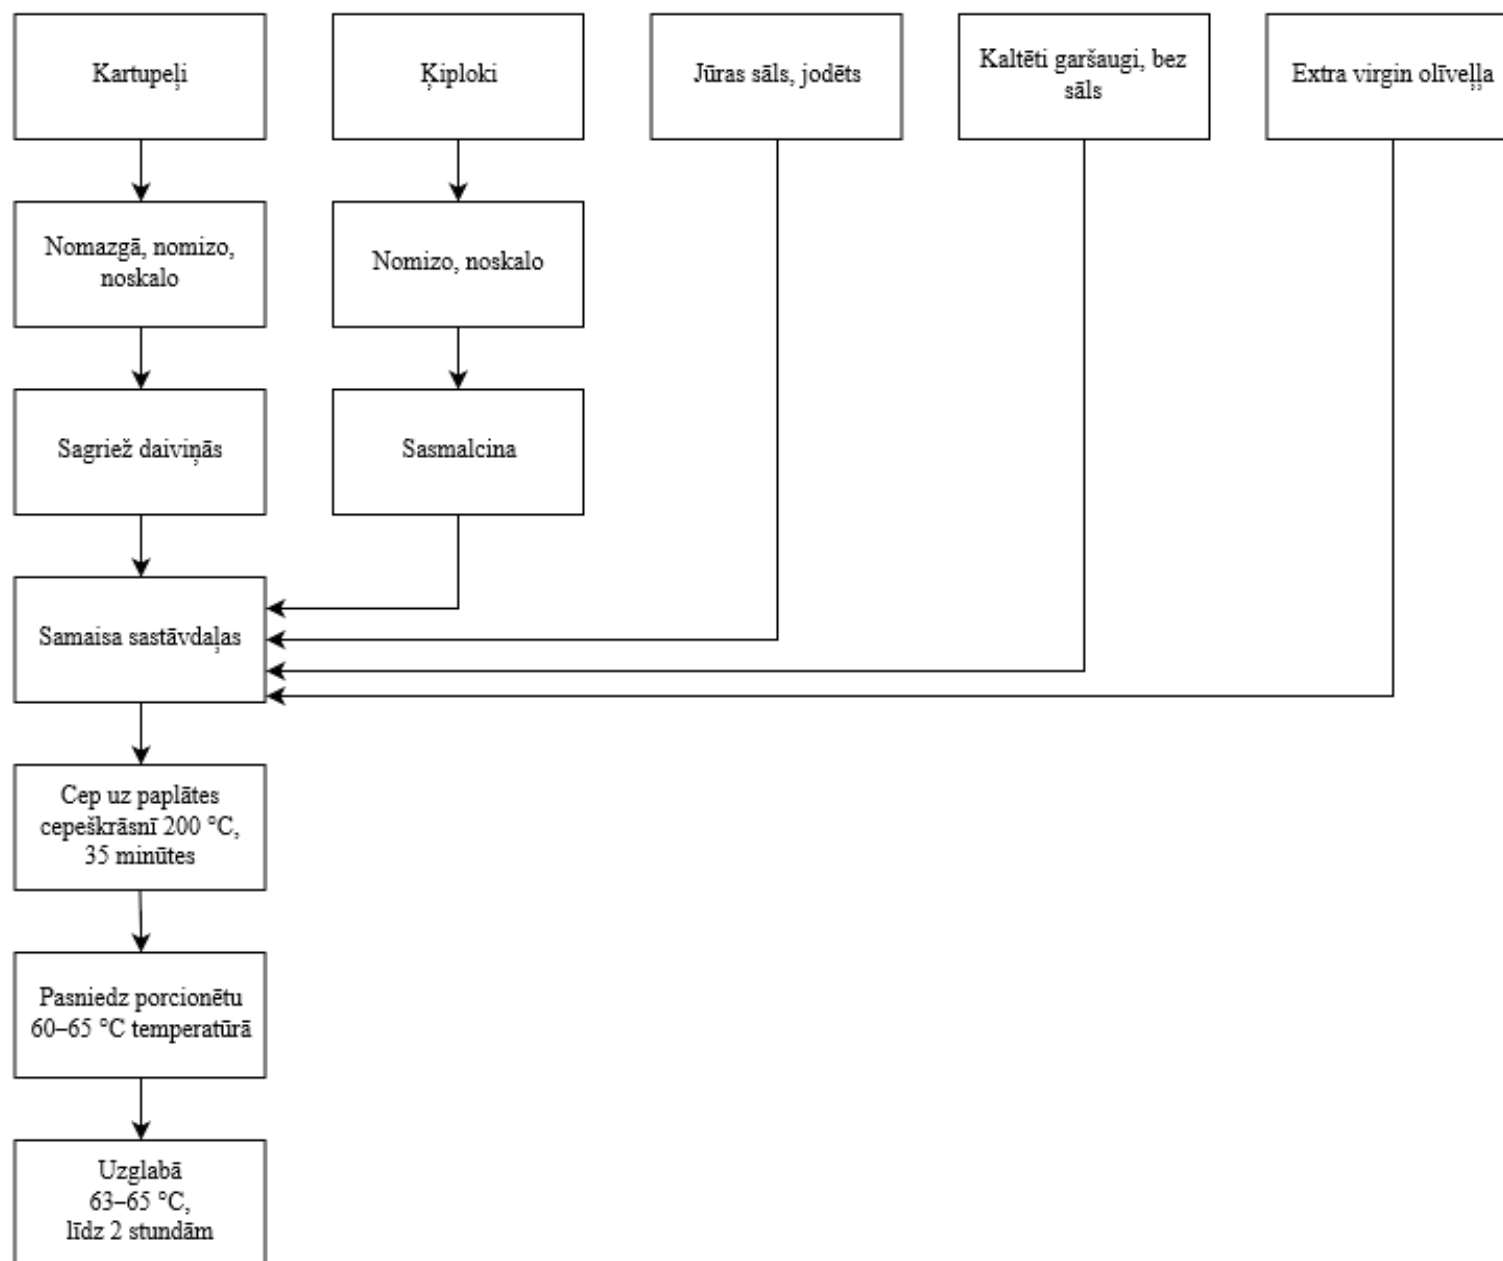 Kartupeļi
Ķiploki
Jūras sāls, jodēts
Kaltēti garšaugi, bez
sāls
Extra virgin olīveļļa
Nomazgā, nomizo,
noskalo
Nomizo, noskalo
Sagriež daiviņās
Sasmalcina
Samaisa sastāvdaļas
Cep uz paplātes
cepeškrāsnī 200 °C,
35 minūtes
Pasniedz porcionētu
60–65 °C temperatūrā
Uzglabā
63–65 °C,
līdz 2 stundām